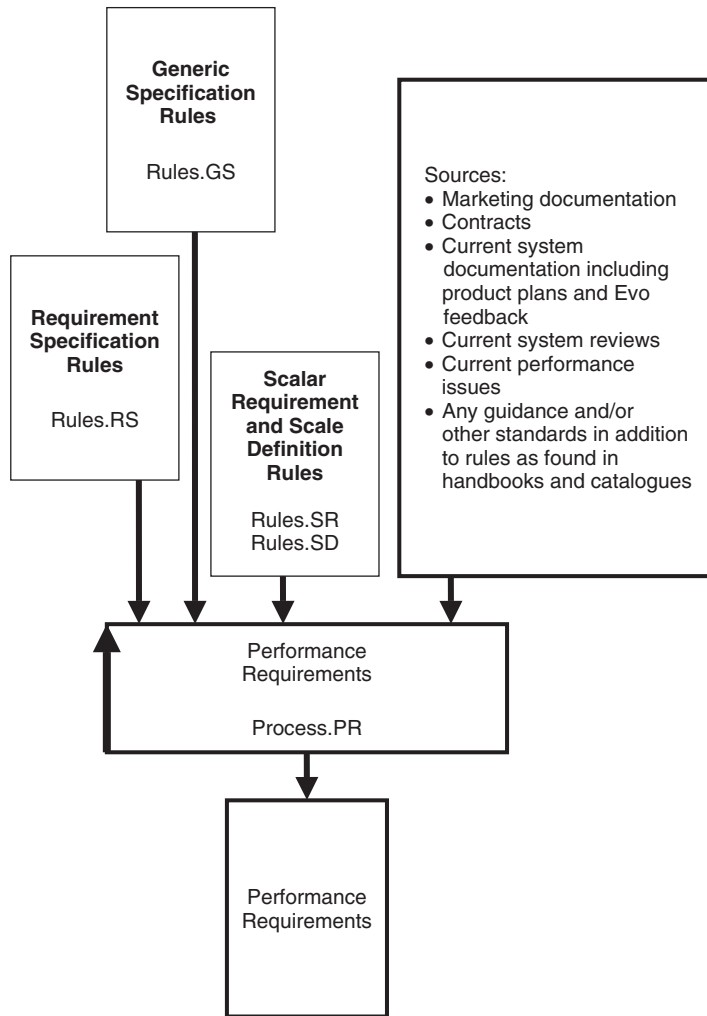 Generic
Specification
Rules
Rules.GS
Requirement
Specification
Rules
Rules.RS
Scalar
Requirement
and Scale
Definition
Rules
Rules.SR
Rules.SD
Sources:
• Marketing documentation
• Contracts
• Current system
documentation including
product plans and Evo
feedback
• Current system reviews
• Current performance
issues
• Any guidance and/or
other standards in addition
to rules as found in
handbooks and catalogues
Performance
Requirements
Process.PR
Performance
Requirements